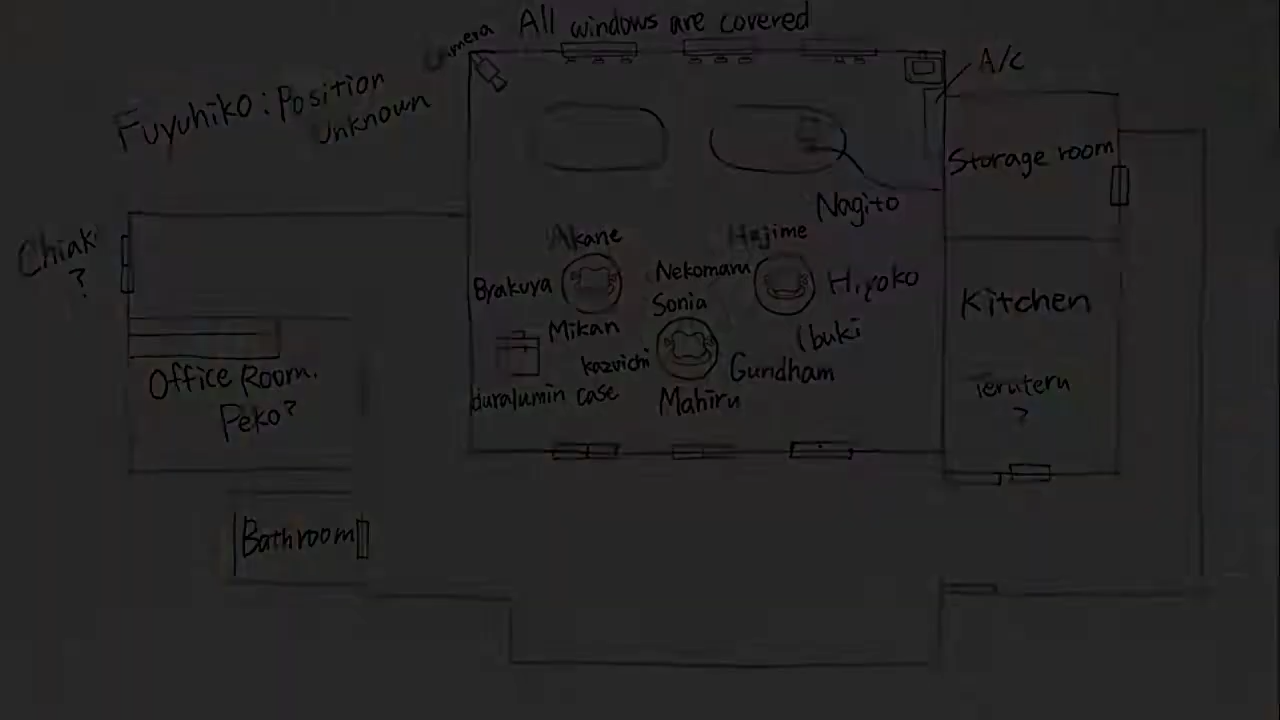 Camera
All windows are covered
A/C
Fuyuhiko : Position
unknown
Storage room
Nagito
Chiaki
?
Akane
Hajime
Byakuya
Nekomaru
Hiyoko
Sonia
Kitchen
Mikan
Ibuki
kazuichi
Gundham
Office Room.
Peko?
duralumin case
Mahiru
Teruteru
?
Bathroom